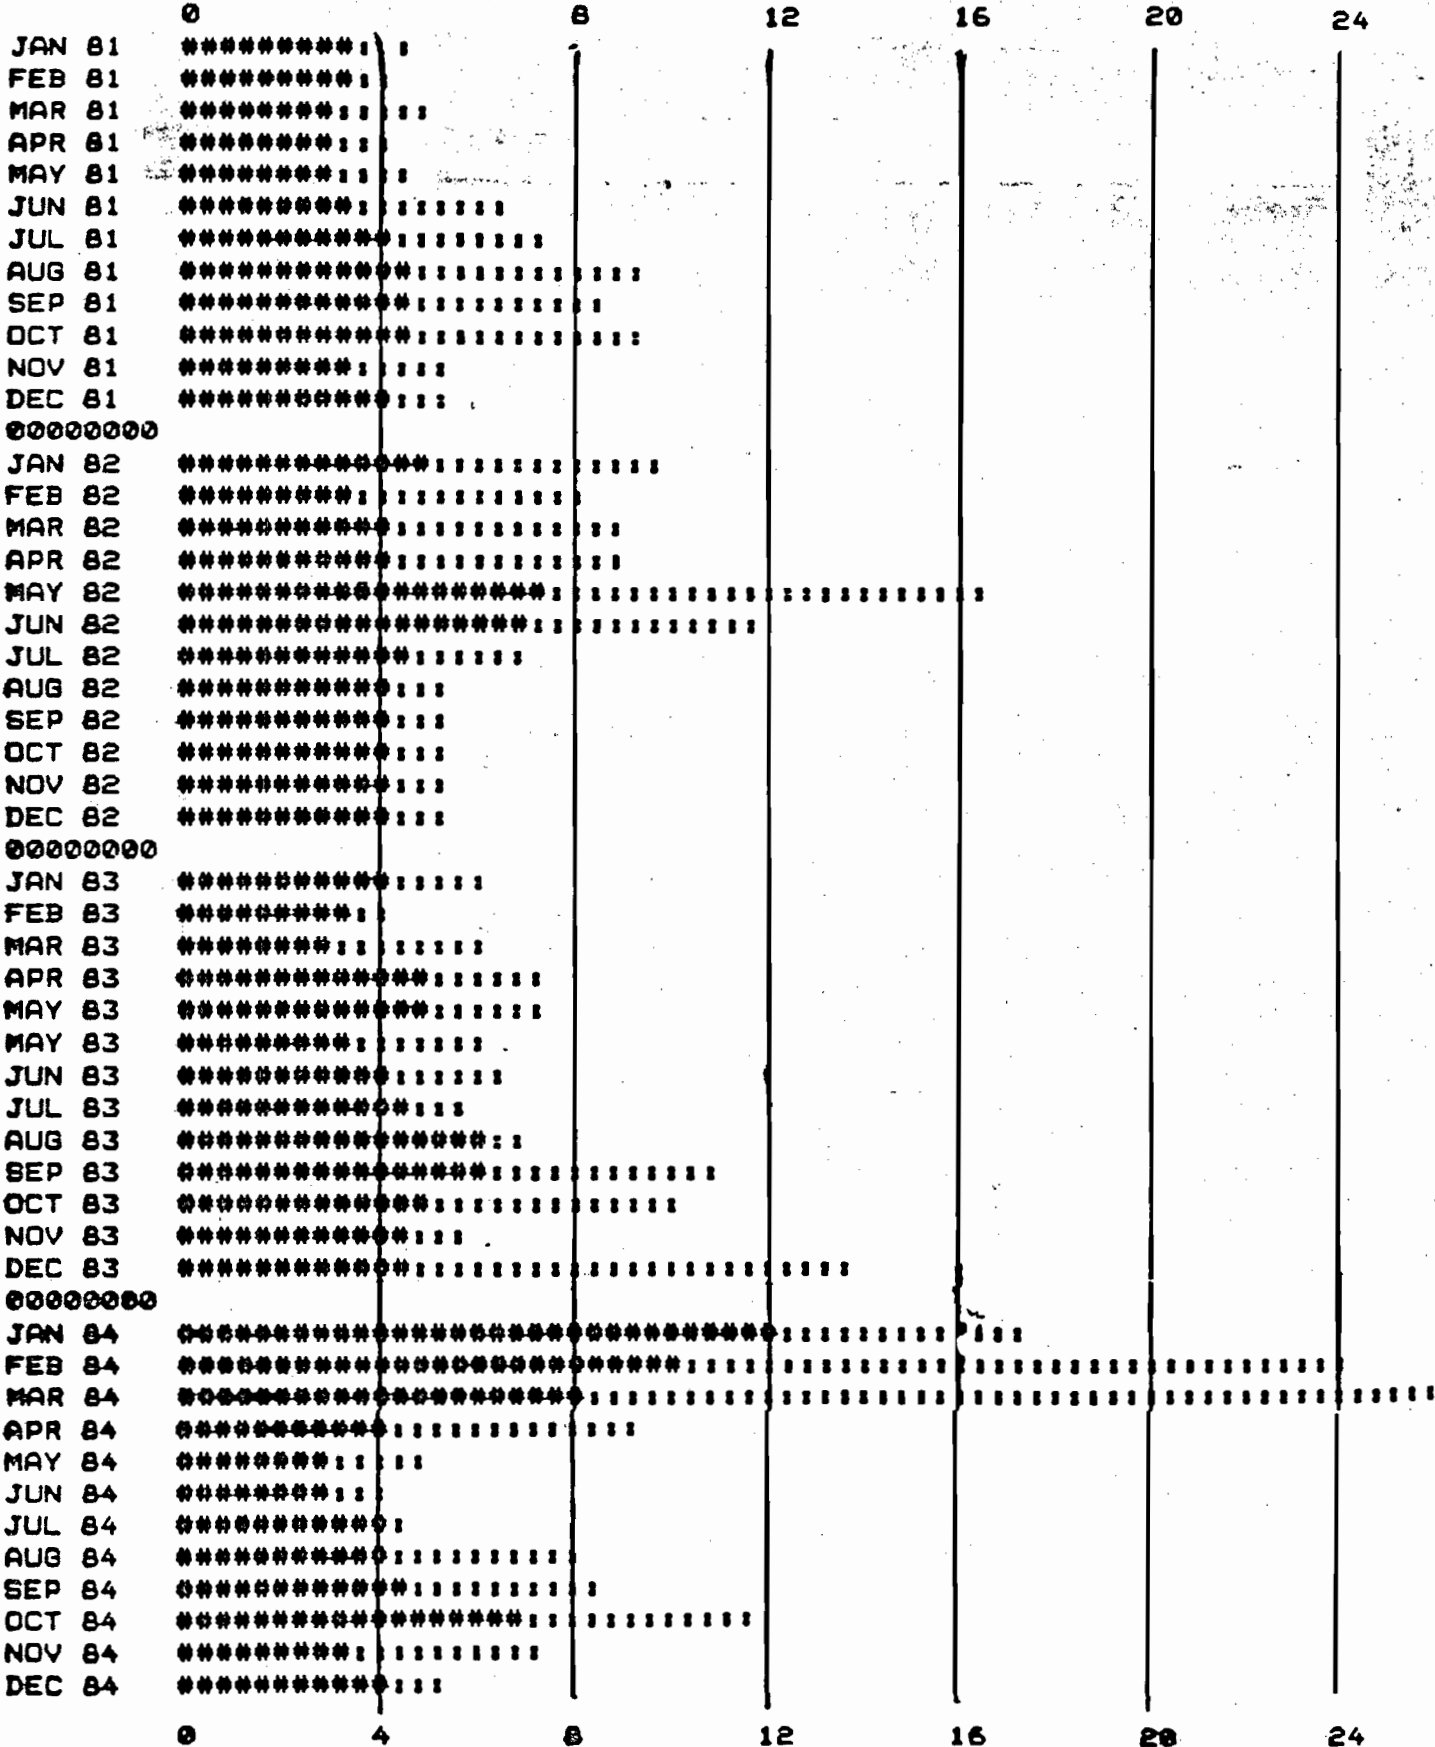 0 8 12 16 20 24
JAN 81 #########:::
FEB 81 #########::
MAR 81 ########:::::
APR 81 ########:::
MAY 81 ########::::
JUN 81 #########::::::::
JUL 81 ###########::::::::
AUG 81 ############::::::::::::
SEP 81 ############::::::::::
OCT 81 ############::::::::::::
NOV 81 #########:::::
DEC 81 ###########:::
00000000
JAN 82 #############::::::::::::
FEB 82 #########::::::::::::
MAR 82 ###########::::::::::::
APR 82 ###########::::::::::::
MAY 82 ###################:::::::::::::::::::::::
JUN 82 ##################::::::::::::
JUL 82 ############::::::
AUG 82 ###########:::
SEP 82 ###########:::
OCT 82 ###########:::
NOV 82 ###########:::
DEC 82 ###########:::
00000000
JAN 83 ###########:::::
FEB 83 #########::
MAR 83 ########::::::::
APR 83 #############::::::
MAY 83 #############::::::
MAY 83 #########:::::::
JUN 83 ###########::::::
JUL 83 ############:::
AUG 83 ################::
SEP 83 ################::::::::::::
OCT 83 #############:::::::::::::
NOV 83 ############:::
DEC 83 ############:::::::::::::::::::::::
00000000
JAN 84 ###############################:::::::::::::
FEB 84 ##########################:::::::::::::::::::::::::::::::::::
MAR 84 #####################:::::::::::::::::::::::::::::::::::::::::::::
APR 84 ###########:::::::::::::
MAY 84 ########:::::
JUN 84 ########:::
JUL 84 ###########:
AUG 84 ###########::::::::::
SEP 84 ############::::::::::
OCT 84 ##################::::::::::::
NOV 84 #########::::::::::
DEC 84 ###########:::
0 4 8 12 16 20 24